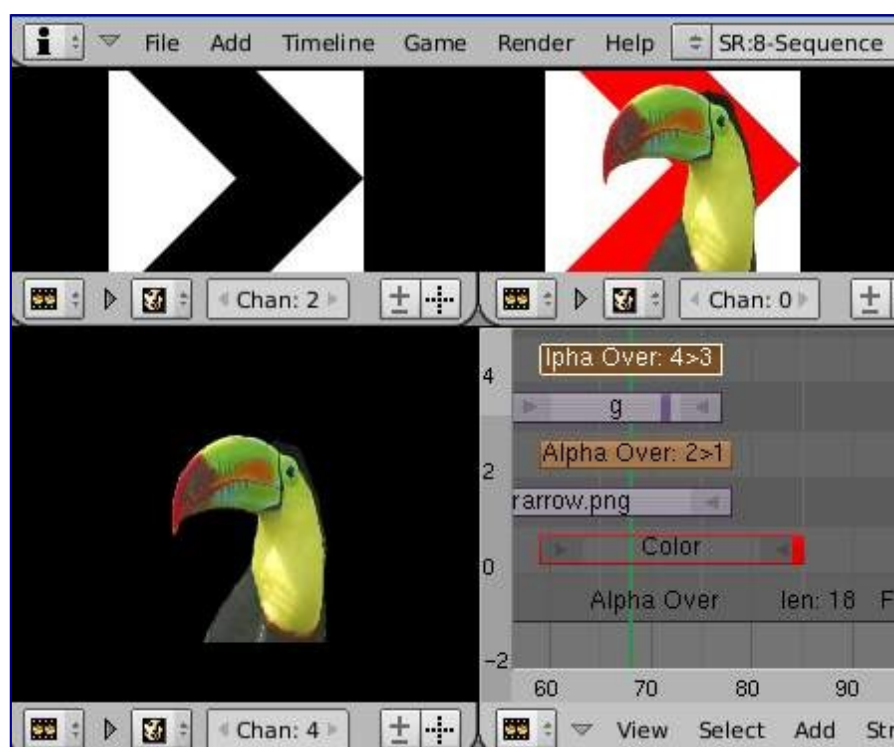 File Add Timeline Game Render Help SR:8-Sequence
Chan: 2
Chan: 0
lpha Over: 4>3
4
g
Alpha Over: 2>1
2
rarrow.png
Color
0
Alpha Over len: 18 F
-2
60 70 80 90
Chan: 4
View Select Add Str